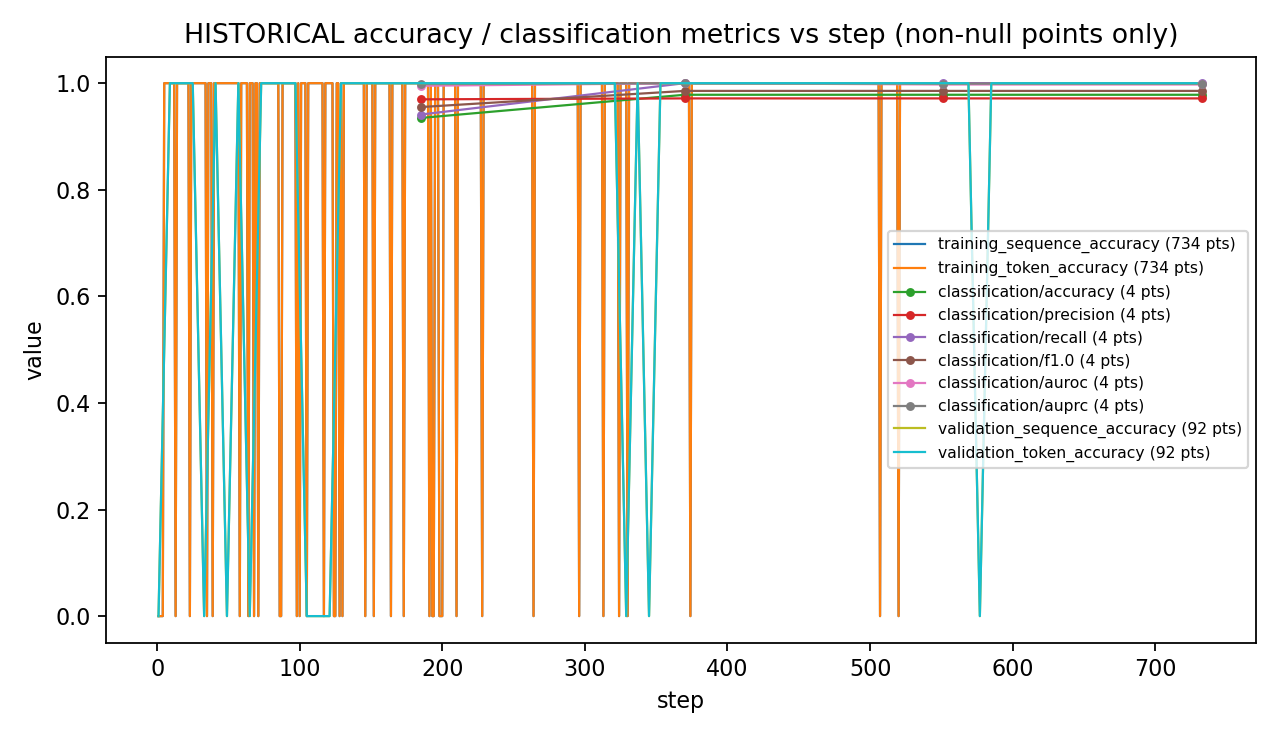 HISTORICAL accuracy / classification metrics vs step (non-null points only)
value
1.0
0.8
0.6
0.4
0.2
0.0
training_sequence_accuracy (734 pts)
training_token_accuracy (734 pts)
classification/accuracy (4 pts)
classification/precision (4 pts)
classification/recall (4 pts)
classification/f1.0 (4 pts)
classification/auroc (4 pts)
classification/auprc (4 pts)
validation_sequence_accuracy (92 pts)
validation_token_accuracy (92 pts)
0 100 200 300 400 500 600 700
step